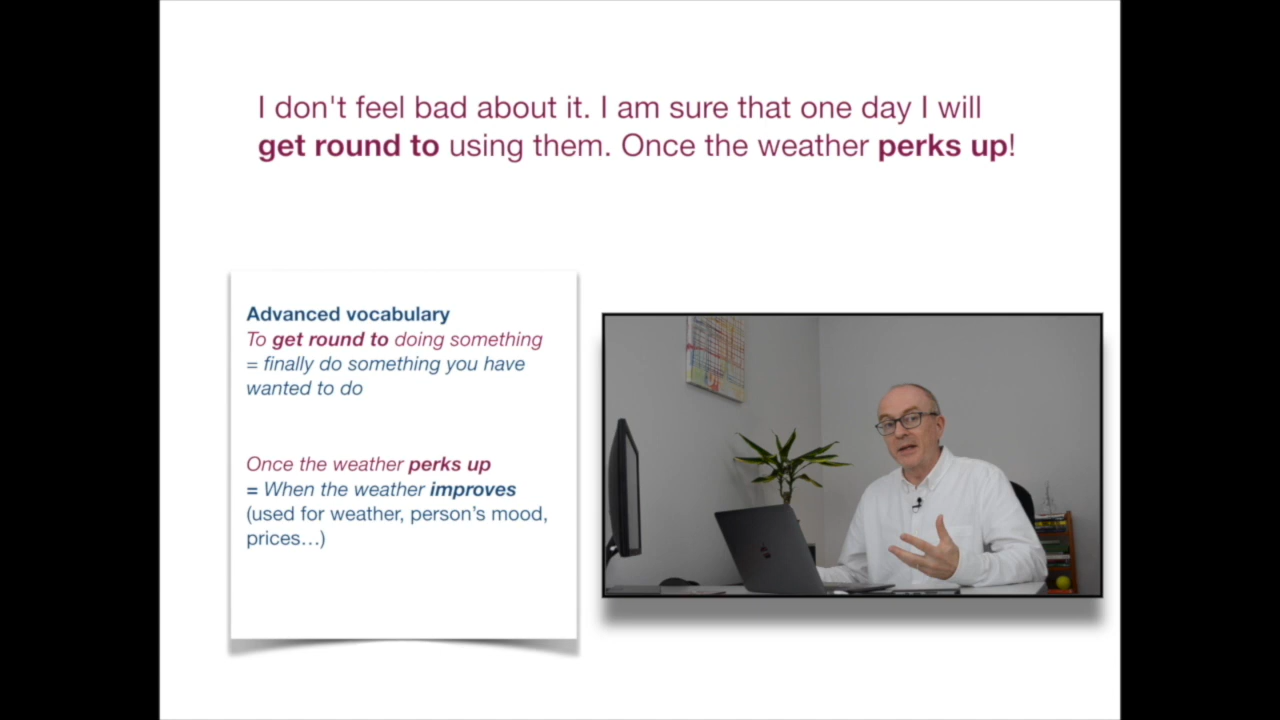 I don't feel bad about it. I am sure that one day I will
get round to using them. Once the weather perks up!
Advanced vocabulary
To get round to doing something
= finally do something you have
wanted to do
Once the weather perks up
= When the weather improves
(used for weather, person’s mood,
prices…)